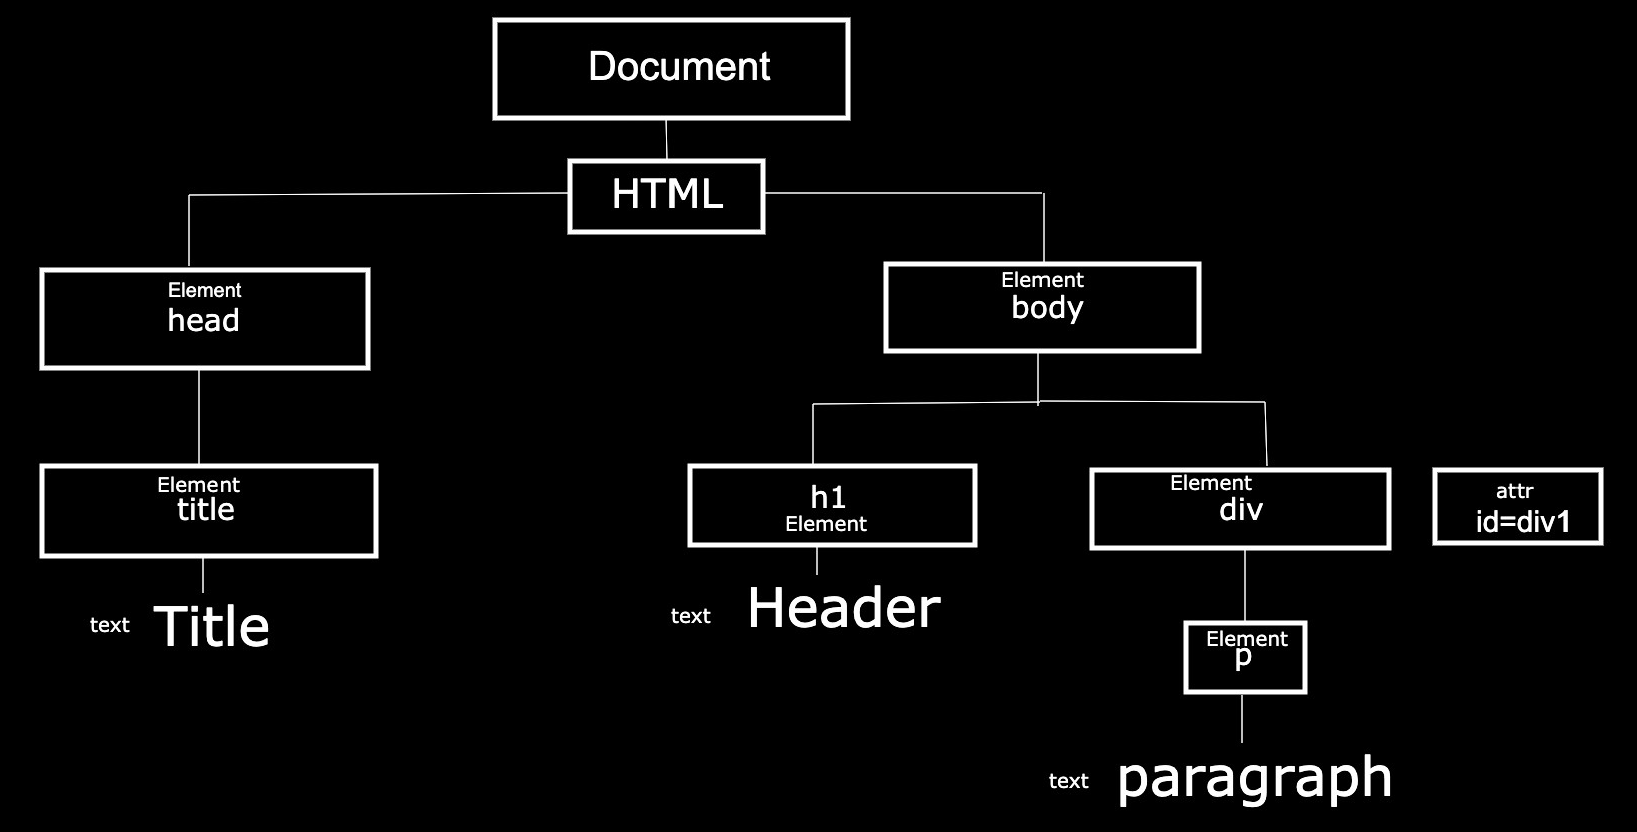 Document
HTML
Element
head
Element
body
Element
title
h1
Element
Element
div
attr
id=div1
text Title
text Header
Element
p
text paragraph